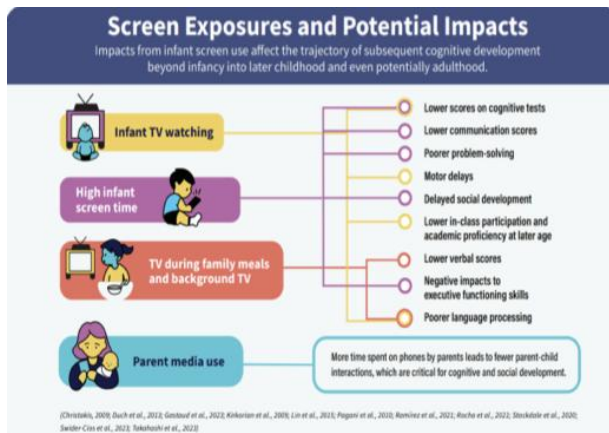 Screen Exposures and Potential Impacts
Impacts from infant screen use affect the trajectory of subsequent cognitive development
beyond infancy into later childhood and even potentially adulthood.
Infant TV watching
High infant
screen time
TV during family meals
and background TV
Parent media use
Lower scores on cognitive tests
Lower communication scores
Poorer problem-solving
Motor delays
Delayed social development
Lower in-class participation and
academic proficiency at later age
Lower verbal scores
Negative impacts to
executive functioning skills
Poorer language processing
More time spent on phones by parents leads to fewer parent-child
interactions, which are critical for cognitive and social development.
(Christakis, 2009; Duch et al., 2013; Gastaud et al., 2023; Kirkorian et al., 2009; Lin et al., 2015; Pagani et al., 2010; Ramirez et al., 2021; Rocha et al., 2021; Stockdale et al., 2020;
Swider-Cios et al., 2023; Takahashi et al., 2023)